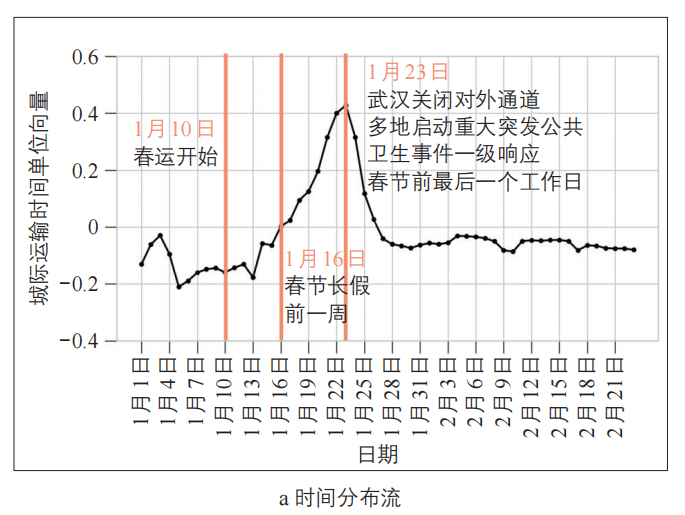 城际运输时间单位向量
0.6
0.4
0.2
0
−0.2
−0.4
1月10日
春运开始
1月16日
春节长假
前一周
1月23日
武汉关闭对外通道
多地启动重大突发公共
卫生事件一级响应
春节前最后一个工作日
1月1日
1月4日
1月7日
1月10日
1月13日
1月16日
1月19日
1月22日
1月25日
1月28日
1月31日
2月3日
2月6日
2月9日
2月12日
2月15日
2月18日
2月21日
日期
a 时间分布流